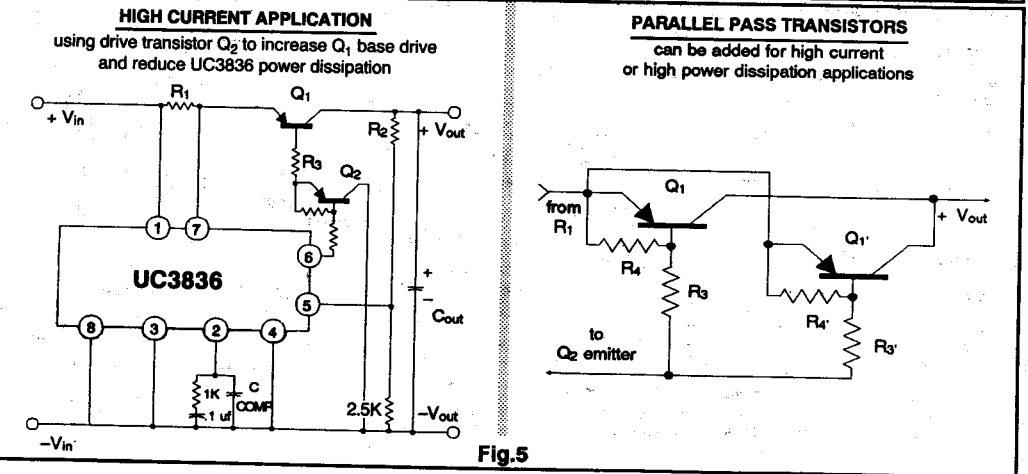 HIGH CURRENT APPLICATION
using drive transistor Q2 to increase Q1 base drive
and reduce UC3836 power dissipation
R1
Q1
+ Vin
R2
+ Vout
R3
Q2
1
7
6
UC3836
5
+
–
Cout
8
3
2
4
1K
C
COMP
.1 uf
2.5K
–Vout
–Vin
PARALLEL PASS TRANSISTORS
can be added for high current
or high power dissipation applications
Q1
from
R1
+ Vout
Q1'
R4
R3
R4'
R3'
to
Q2 emitter
Fig.5